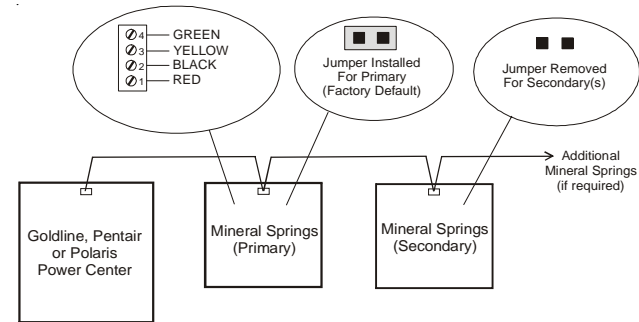 4 GREEN
3 YELLOW
2 BLACK
1 RED
Jumper Installed
For Primary
(Factory Default)
Jumper Removed
For Secondary(s)
Additional
Mineral Springs
(if required)
Goldline, Pentair
or Polaris
Power Center
Mineral Springs
(Primary)
Mineral Springs
(Secondary)